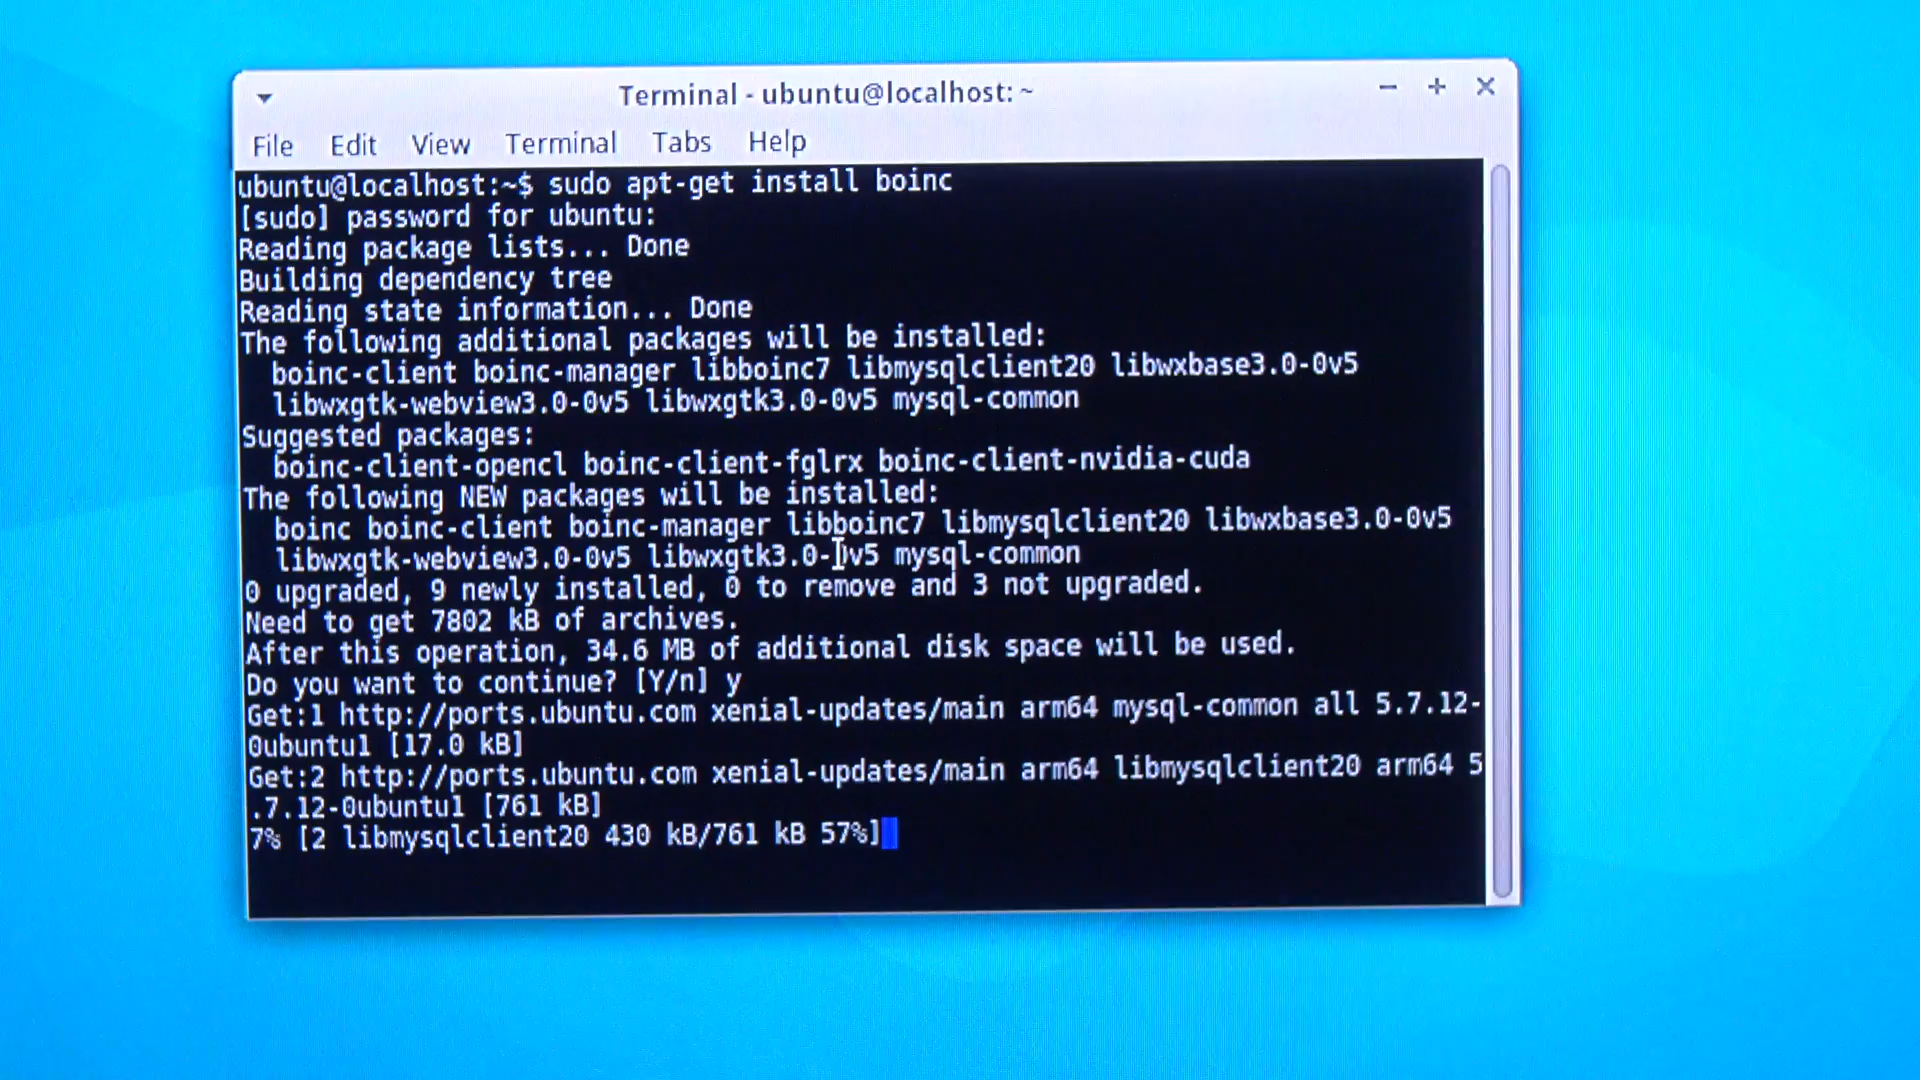 Terminal - ubuntu@localhost: ~
File Edit View Terminal Tabs Help
ubuntu@localhost:~$ sudo apt-get install boinc
[sudo] password for ubuntu:
Reading package lists... Done
Building dependency tree
Reading state information... Done
The following additional packages will be installed:
  boinc-client boinc-manager libboinc7 libmysqlclient20 libwxbase3.0-0v5
  libwxgtk-webview3.0-0v5 libwxgtk3.0-0v5 mysql-common
Suggested packages:
  boinc-client-opencl boinc-client-fglrx boinc-client-nvidia-cuda
The following NEW packages will be installed:
  boinc boinc-client boinc-manager libboinc7 libmysqlclient20 libwxbase3.0-0v5
  libwxgtk-webview3.0-0v5 libwxgtk3.0-0v5 mysql-common
0 upgraded, 9 newly installed, 0 to remove and 3 not upgraded.
Need to get 7802 kB of archives.
After this operation, 34.6 MB of additional disk space will be used.
Do you want to continue? [Y/n] y
Get:1 http://ports.ubuntu.com xenial-updates/main arm64 mysql-common all 5.7.12-
0ubuntu1 [17.0 kB]
Get:2 http://ports.ubuntu.com xenial-updates/main arm64 libmysqlclient20 arm64 5
.7.12-0ubuntu1 [761 kB]
7% [2 libmysqlclient20 430 kB/761 kB 57%]